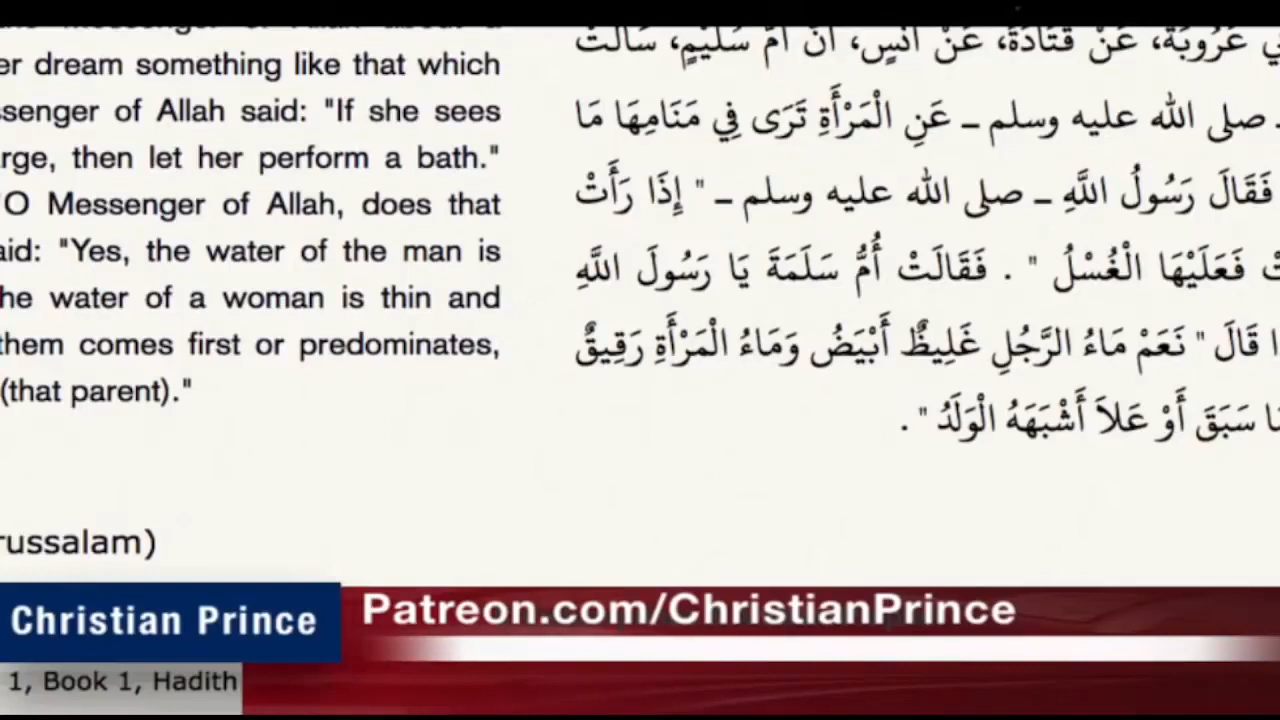 er dream something like that which
ssenger of Allah said: "If she sees
arge, then let her perform a bath."
"O Messenger of Allah, does that
aid: "Yes, the water of the man is
he water of a woman is thin and
them comes first or predominates,
(that parent)."
عَرُوبَةَ، عَنْ قَتَادَةَ، عَنْ أَنَسٍ، أَنَّ أُمَّ سُلَيْمٍ، سَأَلَتْ
صلى الله عليه وسلم ـ عَنِ الْمَرْأَةِ تَرَى فِي مَنَامِهَا مَا
فَقَالَ رَسُولُ اللَّهِ ـ صلى الله عليه وسلم ـ " إِذَا رَأَتْ
فَعَلَيْهَا الْغُسْلُ " . فَقَالَتْ أُمُّ سَلَمَةَ يَا رَسُولَ اللَّهِ
قَالَ " نَعَمْ مَاءُ الرَّجُلِ غَلِيظٌ أَبْيَضُ وَمَاءُ الْمَرْأَةِ رَقِيقٌ
سَبَقَ أَوْ عَلاَ أَشْبَهَهُ الْوَلَدُ " .
russalam)
Christian Prince
Patreon.com/ChristianPrince
1, Book 1, Hadith